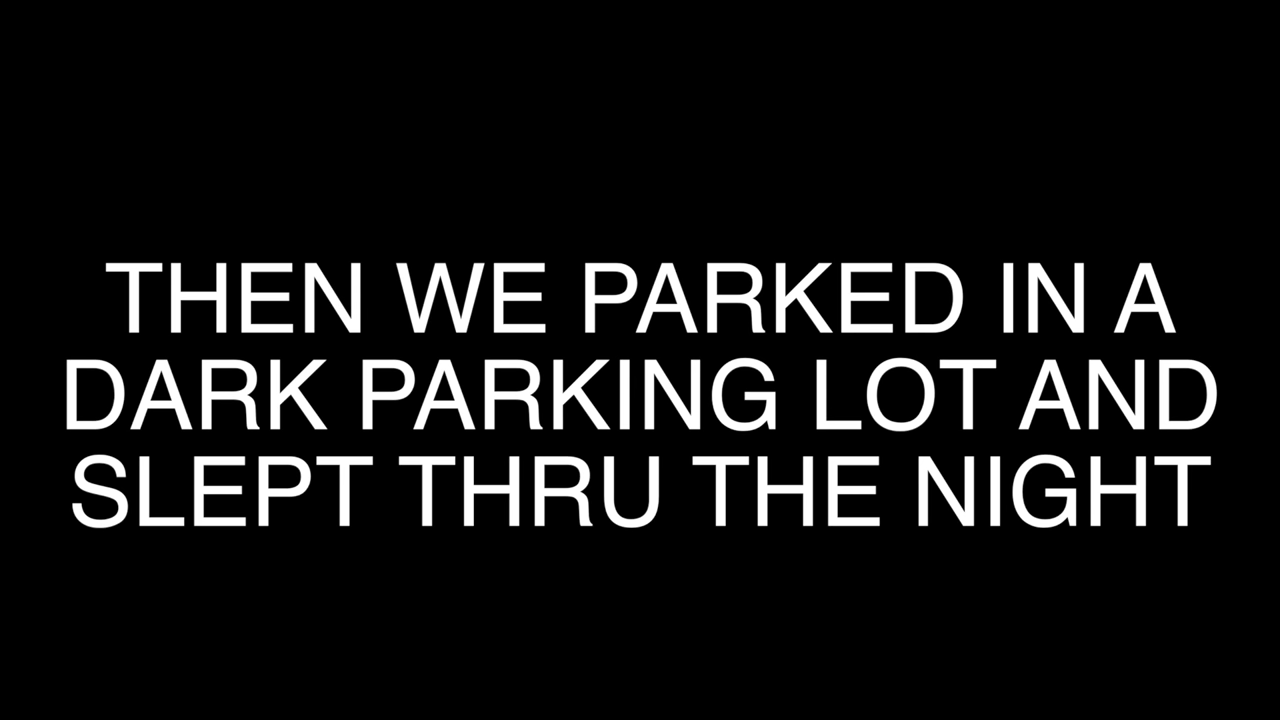 THEN WE PARKED IN A
DARK PARKING LOT AND
SLEPT THRU THE NIGHT